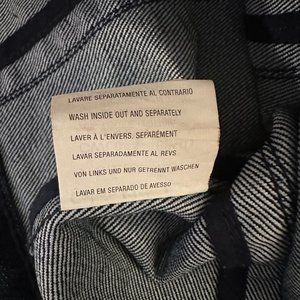 LAVARE SEPARATAMENTE AL CONTRARIO
WASH INSIDE OUT AND SEPARATELY
LAVER À L'ENVERS, SEPARÉMENT
LAVAR SEPARADAMENTE AL REVS
VON LINKS UND NUR GETRENNT WASCHEN
LAVAR EM SEPARADO DE AVESSO